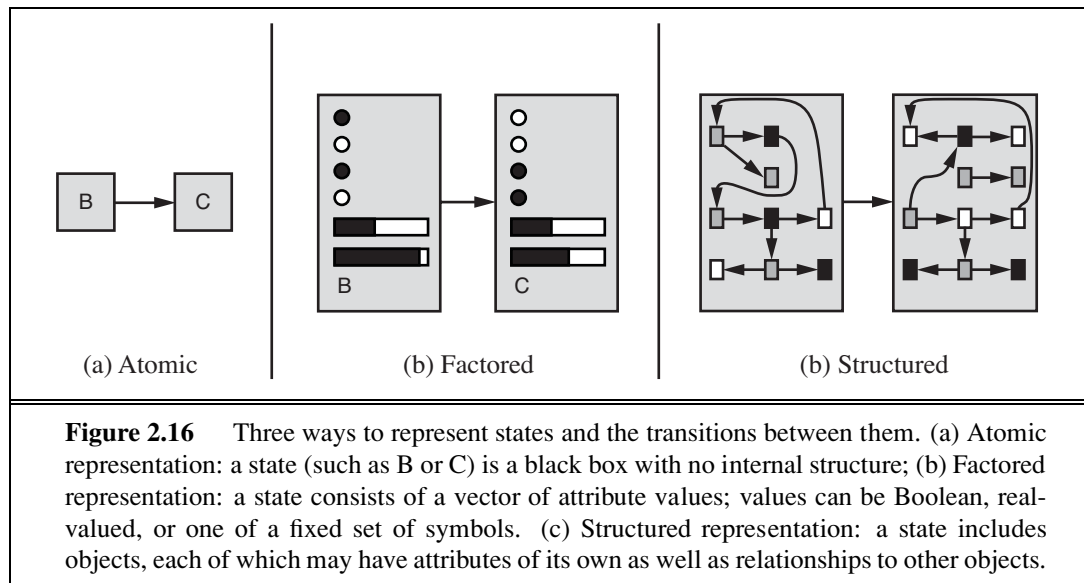 B
C
B
C
(a) Atomic
(b) Factored
(b) Structured
Figure 2.16 Three ways to represent states and the transitions between them. (a) Atomic
representation: a state (such as B or C) is a black box with no internal structure; (b) Factored
representation: a state consists of a vector of attribute values; values can be Boolean, real-
valued, or one of a fixed set of symbols. (c) Structured representation: a state includes
objects, each of which may have attributes of its own as well as relationships to other objects.